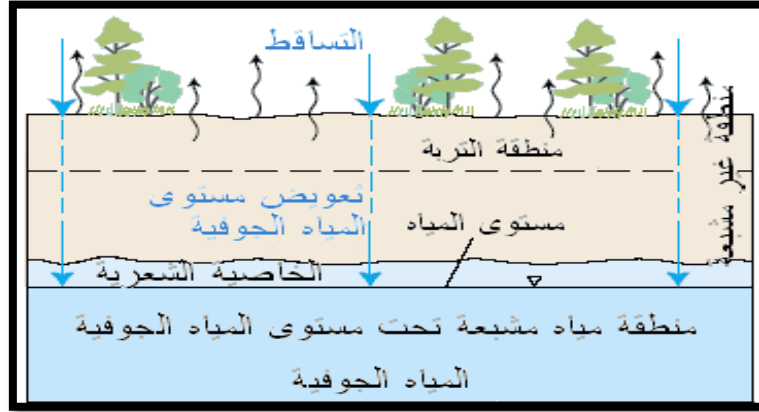 التساقط
منطقة غير مشبعة
منطقة التربة
تعويض مستوى
المياه الجوفية
مستوى المياه
الخاصية الشعرية
منطقة مياه مشبعة تحت مستوى المياه الجوفية
المياه الجوفية